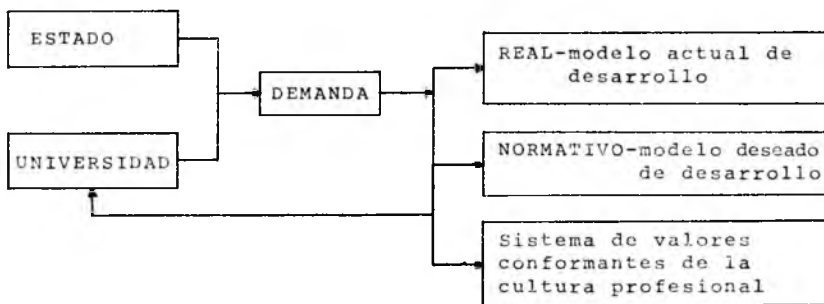 ESTADO
UNIVERSIDAD
DEMANDA
REAL-modelo actual de
desarrollo
NORMATIVO-modelo deseado
de desarrollo
Sistema de valores
conformantes de la
cultura profesional